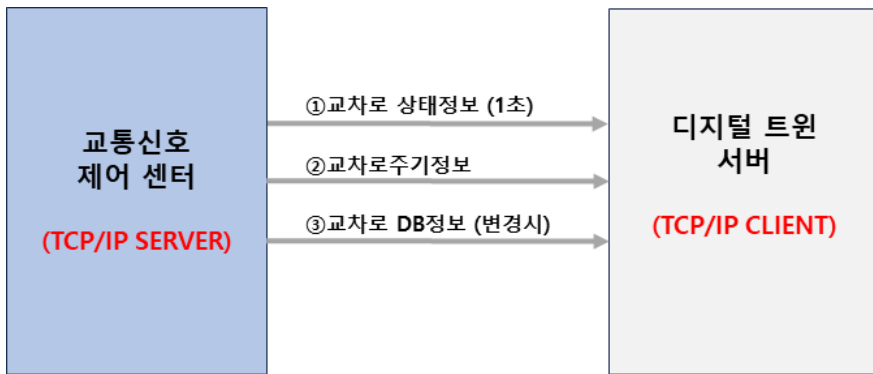 교통신호
제어 센터
(TCP/IP SERVER)
①교차로 상태정보 (1초)
②교차로주기정보
③교차로 DB정보 (변경시)
디지털 트윈
서버
(TCP/IP CLIENT)